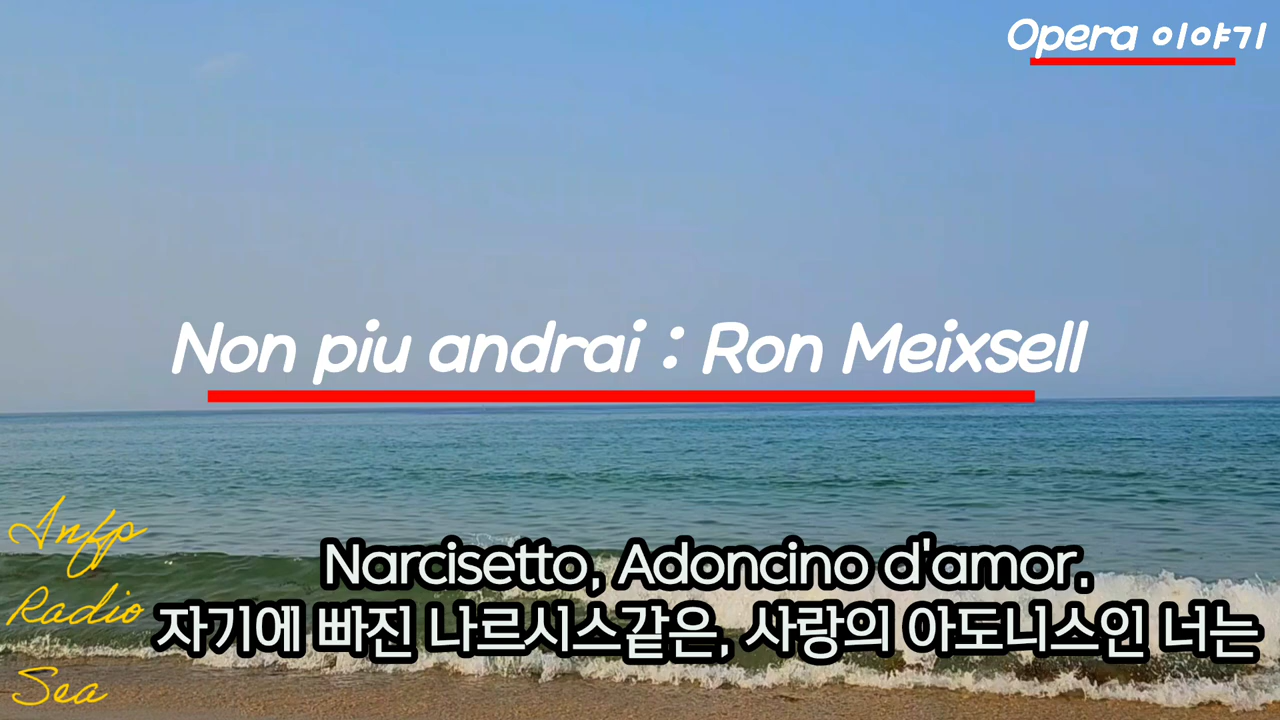 Opera 이야기
Non piu andrai : Ron Meixsell
Infp
Radio
Sea
Narcisetto, Adoncino d'amor.
자기에 빠진 나르시스같은, 사랑의 아도니스인 너는